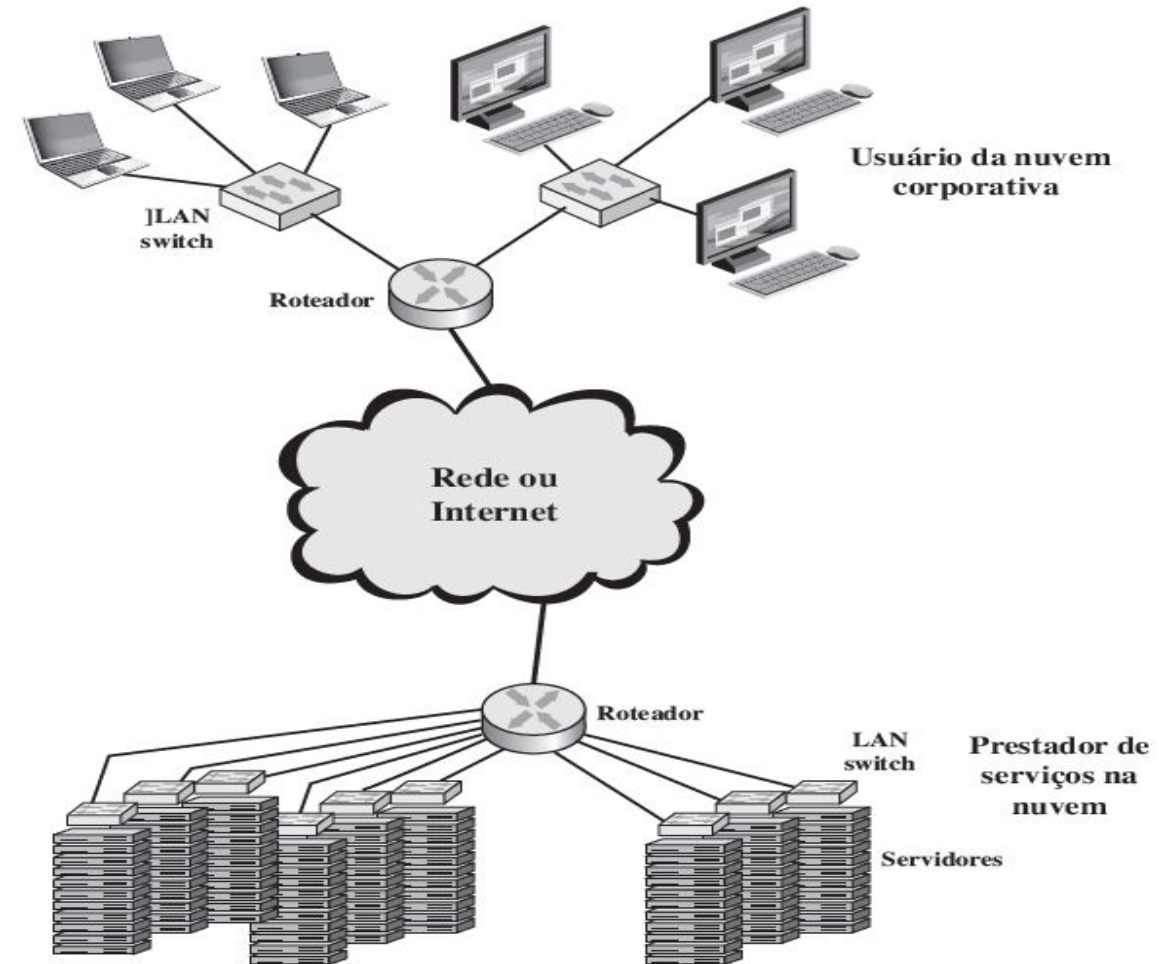 Usuário da nuvem
corporativa
]LAN
switch
Roteador
Rede ou
Internet
Roteador
LAN
switch
Prestador de
serviços na
nuvem
Servidores